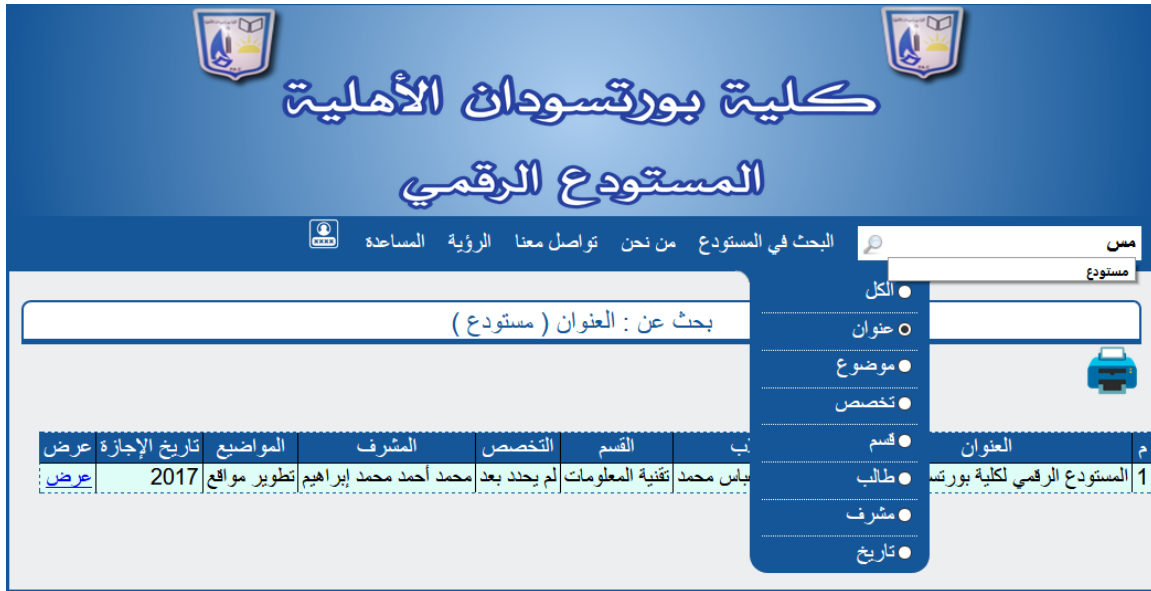 كلية بورتسودان الأهلية
المستودع الرقمي
مس البحث في المستودع من نحن تواصل معنا الرؤية المساعدة
مستودع
الكل
عنوان
موضوع
تخصص
قسم
طالب
مشرف
تاريخ
بحث عن : العنوان ( مستودع )
م العنوان القسم التخصص المشرف المواضيع تاريخ الإجازة عرض
1 المستودع الرقمي لكلية محمد تقنية المعلومات لم يحدد بعد محمد أحمد محمد إبراهيم تطوير مواقع 2017 عرض